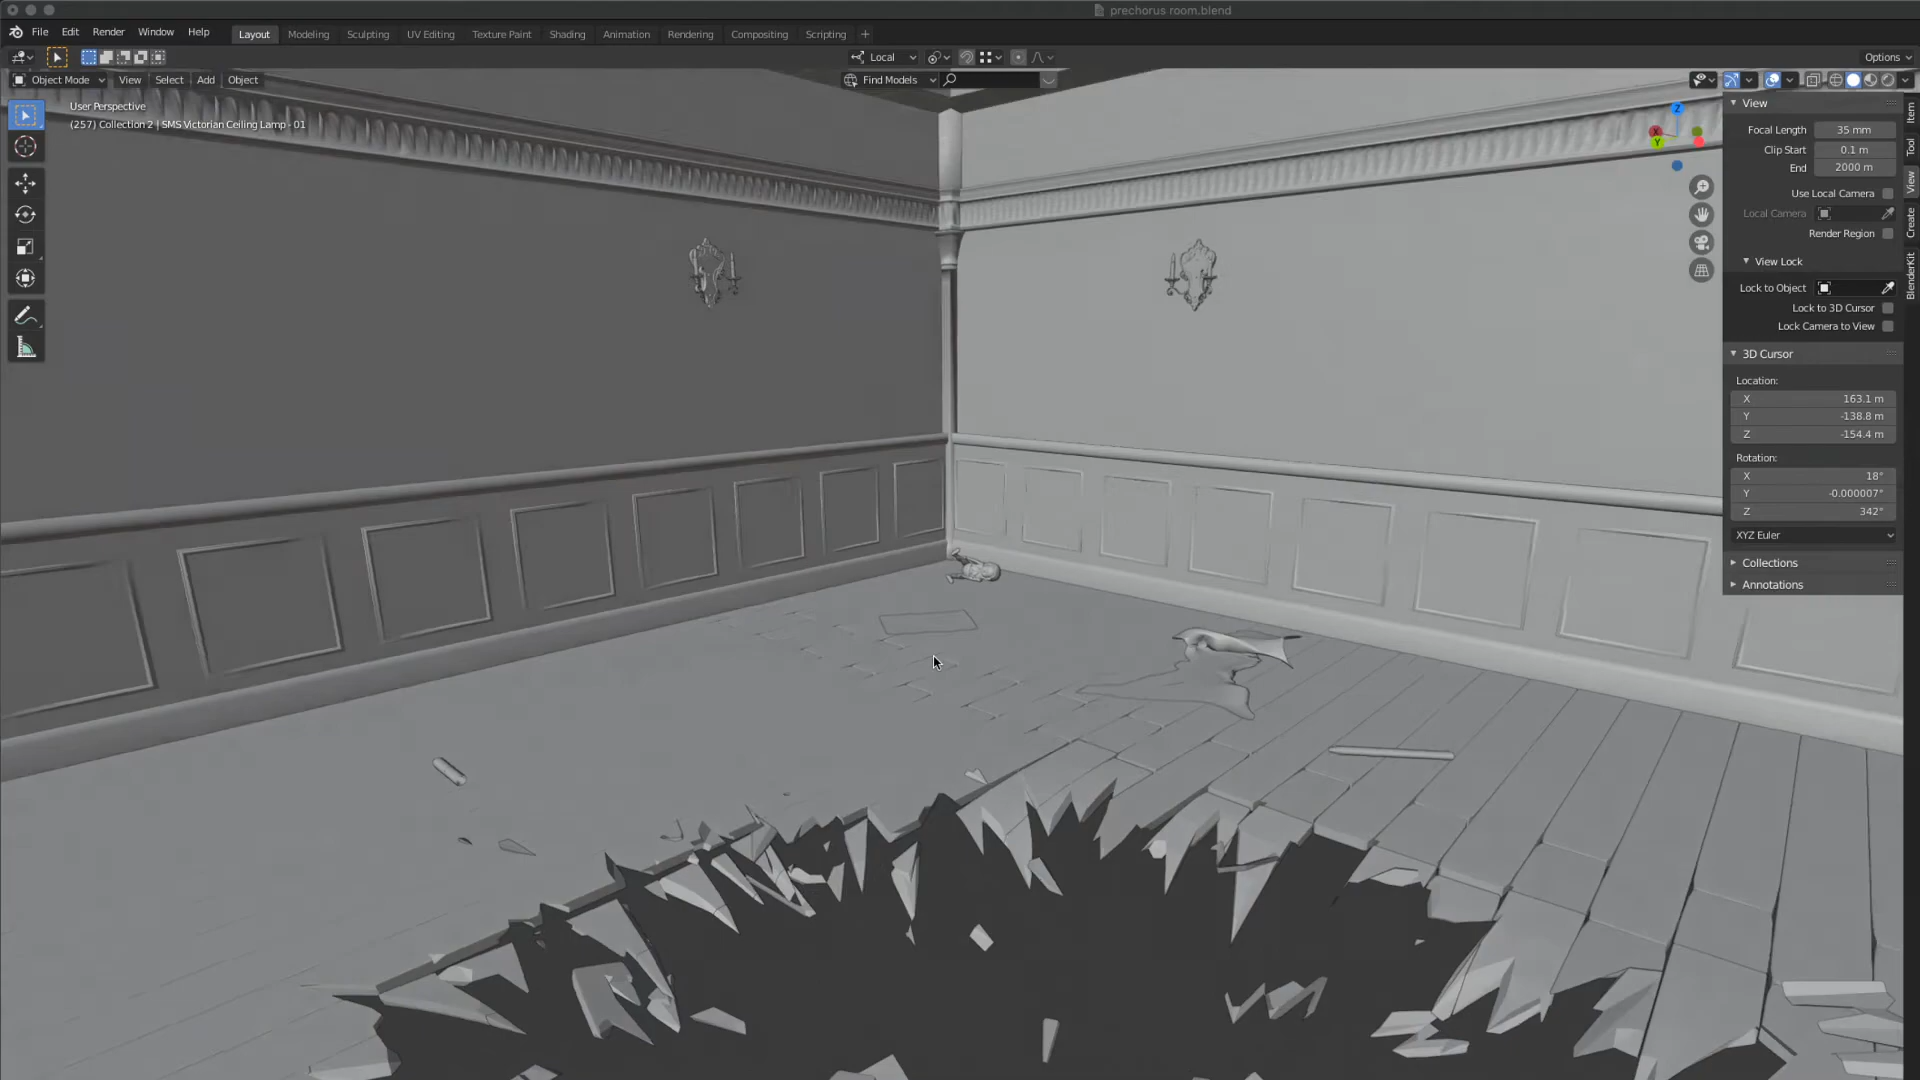 prechorus room.blend
File Edit Render Window Help Layout Modeling Sculpting UV Editing Texture Paint Shading Animation Rendering Compositing Scripting +
Local Options
Object Mode View Select Add Object Find Models
User Perspective
(257) Collection 2 | SMS Victorian Ceiling Lamp - 01
Z
X
Y
View
Focal Length 35 mm
Clip Start 0.1 m
End 2000 m
Use Local Camera
Local Camera
Render Region
View Lock
Lock to Object
Lock to 3D Cursor
Lock Camera to View
3D Cursor
Location:
X 163.1 m
Y -138.8 m
Z -154.4 m
Rotation:
X 18°
Y -0.000007°
Z 342°
XYZ Euler
Collections
Annotations
Item
Tool
View
Create
BlenderKit